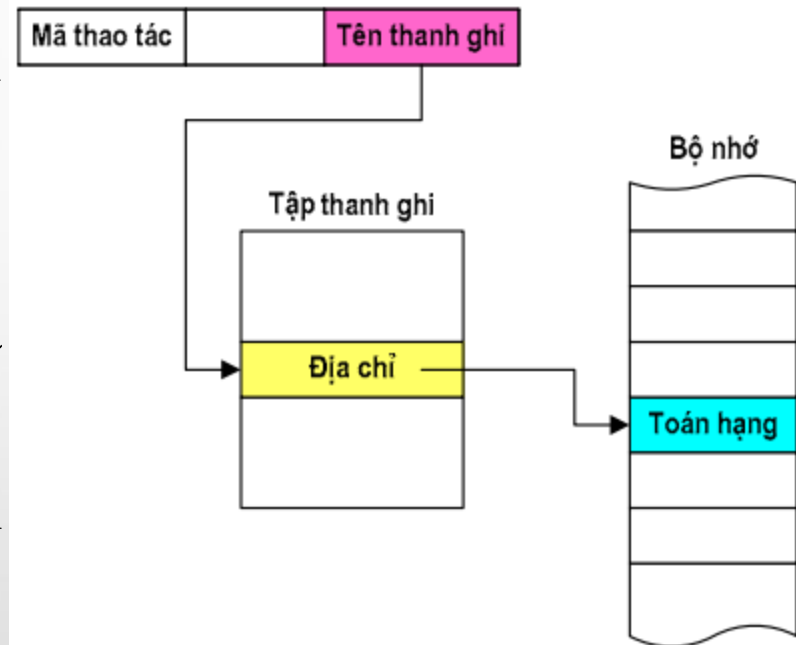 Mã thao tác
Tên thanh ghi
Bộ nhớ
Tập thanh ghi
Địa chỉ
Toán hạng